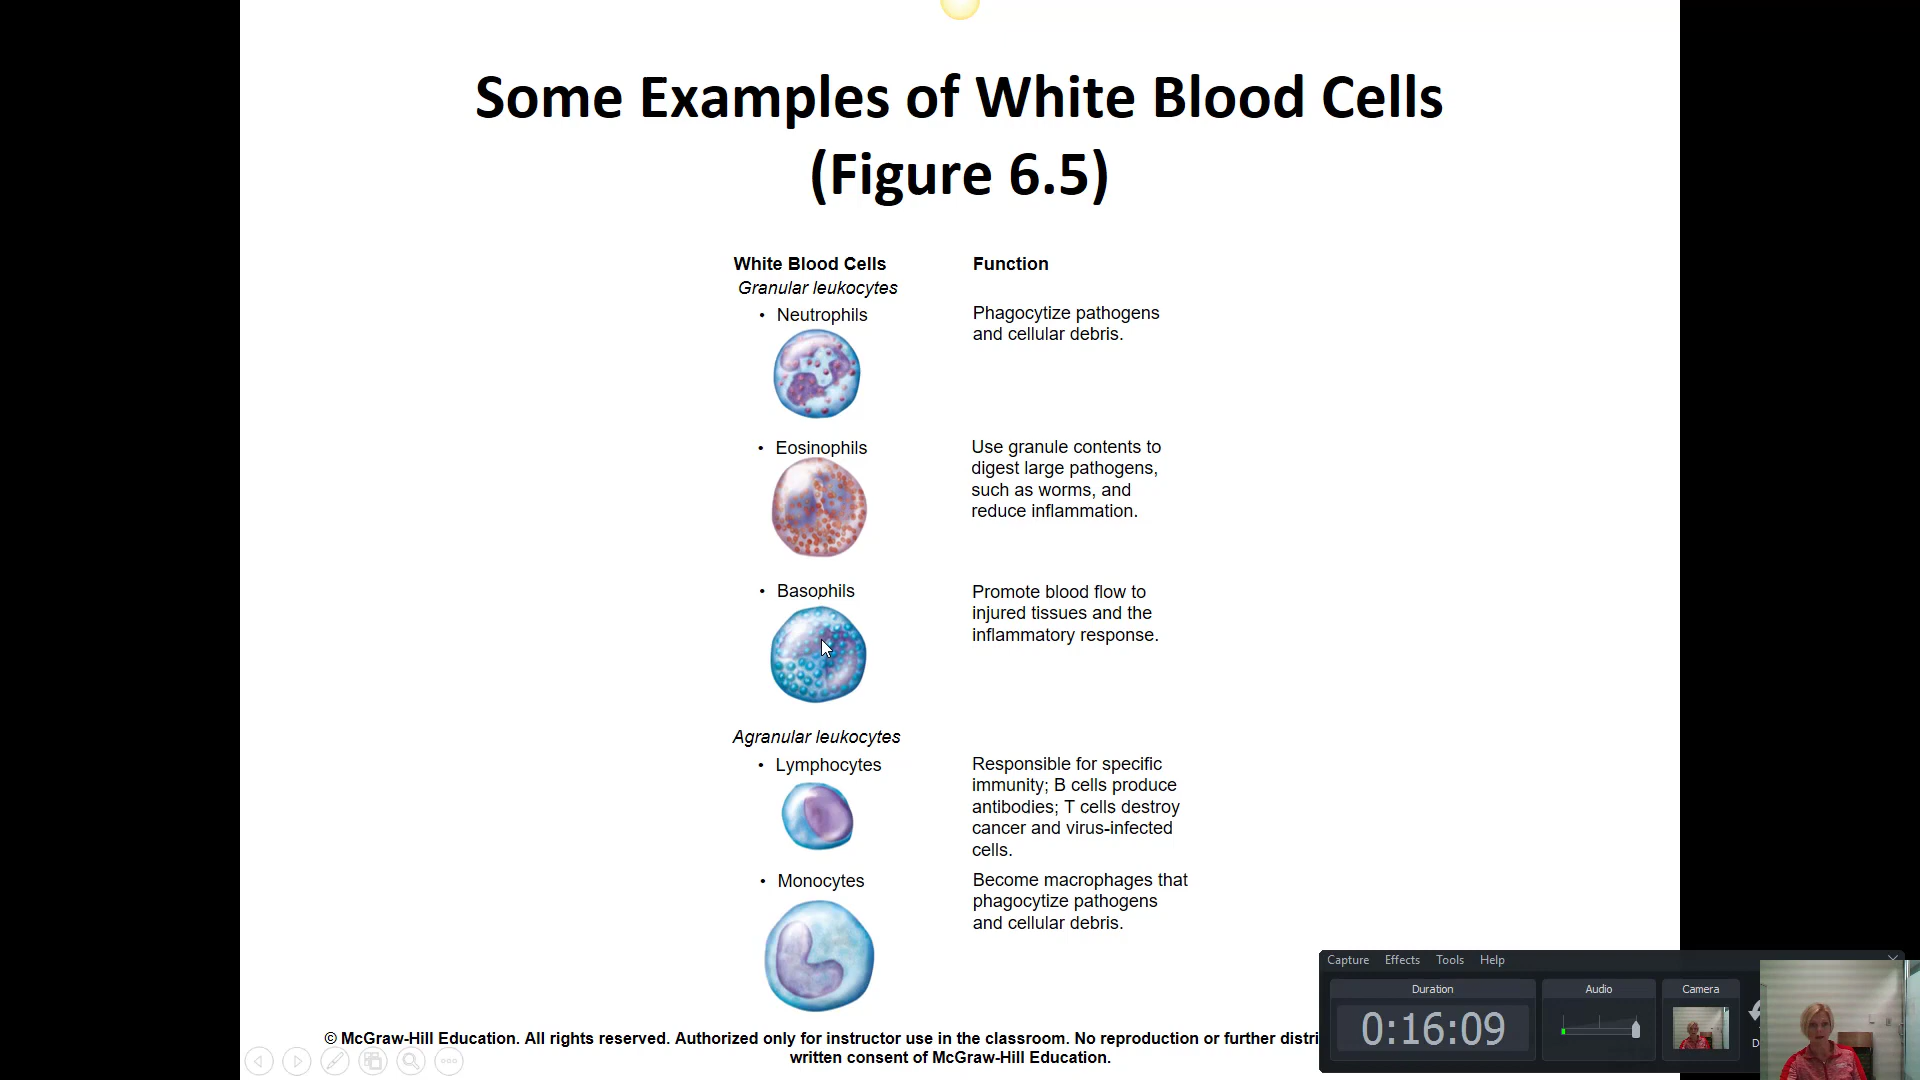 Some Examples of White Blood Cells
(Figure 6.5)
White Blood Cells
Function
Granular leukocytes
• Neutrophils
Phagocytize pathogens
and cellular debris.
• Eosinophils
Use granule contents to
digest large pathogens,
such as worms, and
reduce inflammation.
• Basophils
Promote blood flow to
injured tissues and the
inflammatory response.
Agranular leukocytes
• Lymphocytes
Responsible for specific
immunity; B cells produce
antibodies; T cells destroy
cancer and virus-infected
cells.
• Monocytes
Become macrophages that
phagocytize pathogens
and cellular debris.
© McGraw-Hill Education. All rights reserved. Authorized only for instructor use in the classroom. No reproduction or further distri
written consent of McGraw-Hill Education.
Capture Effects Tools Help
Duration Audio Camera
0:16:09
D